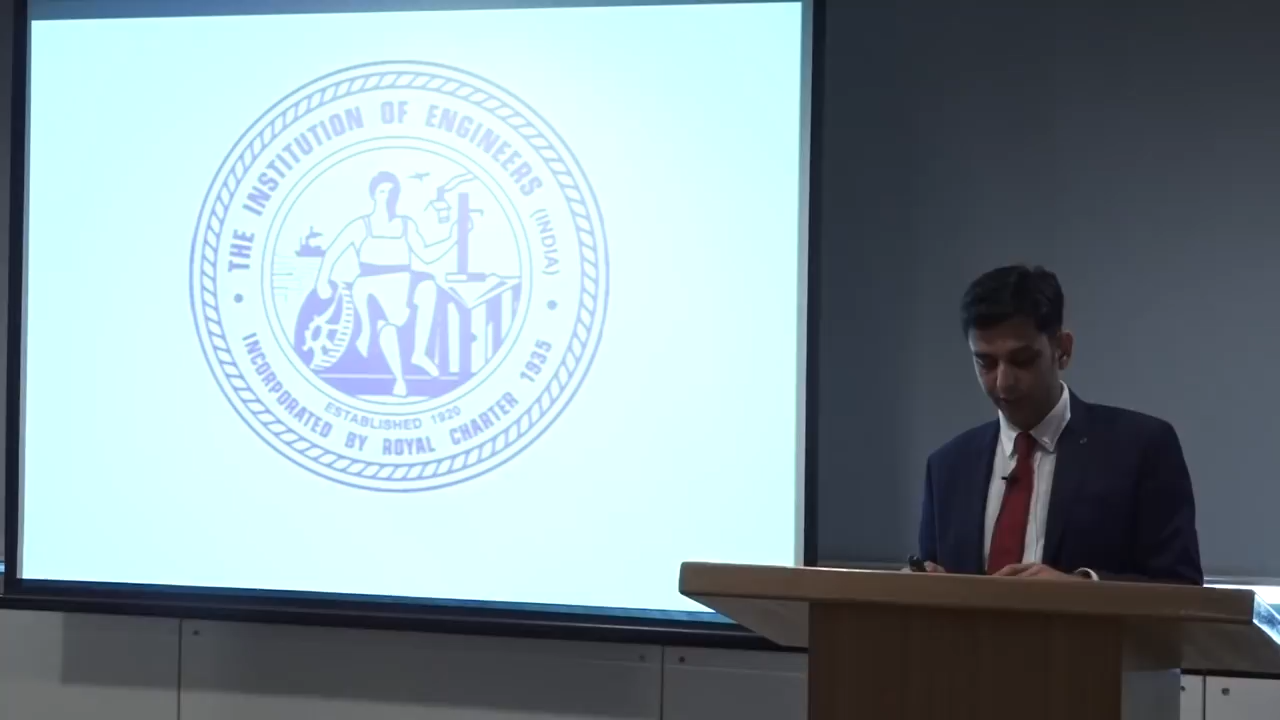 THE INSTITUTION OF ENGINEERS (INDIA)
ESTABLISHED 1920
INCORPORATED BY ROYAL CHARTER 1935